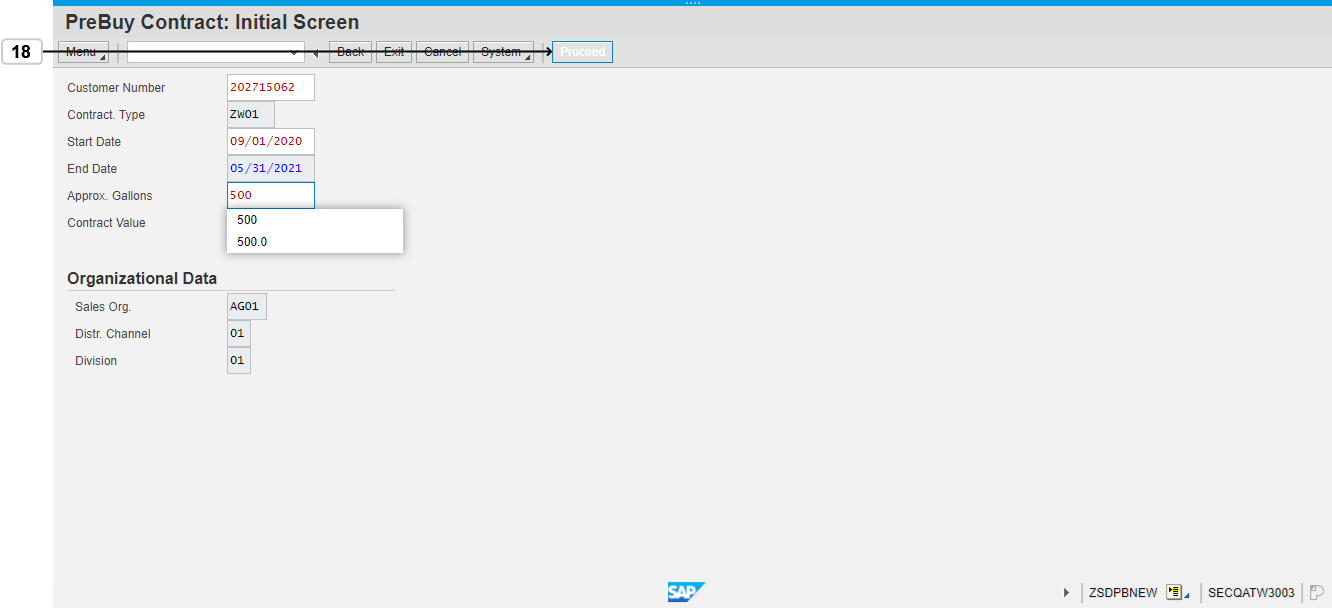 PreBuy Contract: Initial Screen
18
Menu Back Exit Cancel System Proceed
Customer Number 202715062
Contract. Type ZW01
Start Date 09/01/2020
End Date 05/31/2021
Approx. Gallons 500
Contract Value 500
500.0
Organizational Data
Sales Org. AG01
Distr. Channel 01
Division 01
SAP ZSDPBNEW SECQATW3003